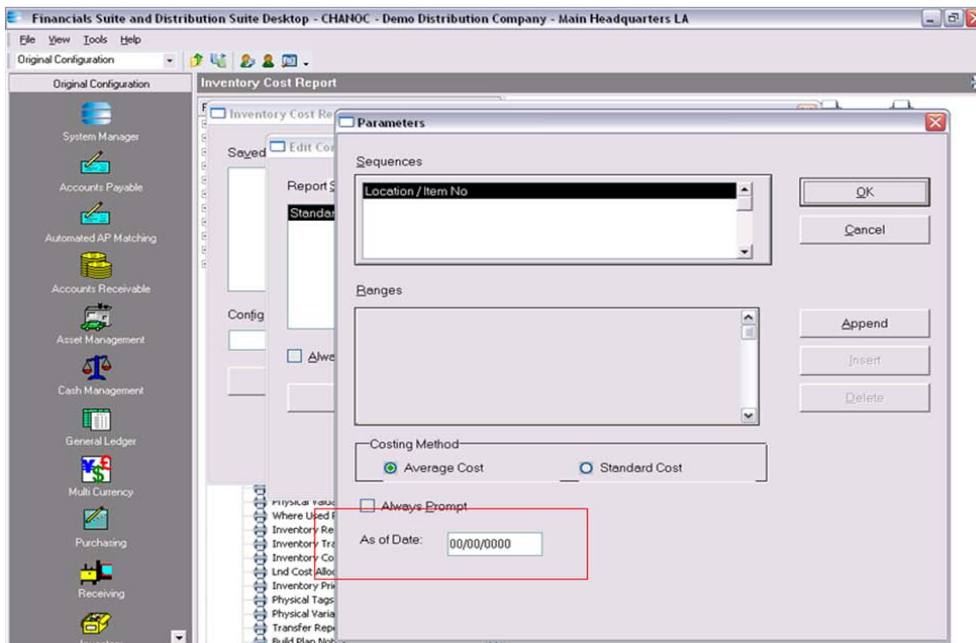 Financials Suite and Distribution Suite Desktop - CHANOC - Demo Distribution Company - Main Headquarters LA
File View Tools Help
Original Configuration
Original Configuration
Inventory Cost Report
System Manager
Accounts Payable
Automated AP Matching
Accounts Receivable
Asset Management
Cash Management
General Ledger
Multi Currency
Purchasing
Receiving
Inventory Cost Re
Saved
Config
Edit Con
Report S
Standar
Alwa
Parameters
Sequences
Location / Item No
OK
Cancel
Ranges
Append
Insert
Delete
Costing Method
Average Cost
Standard Cost
Always Prompt
As of Date: 00/00/0000
Where Used R
Inventory Re
Inventory Tra
Inventory Co
Lnd Cost Alloc
Inventory Pri
Physical Tags
Physical Varia
Transfer Repo